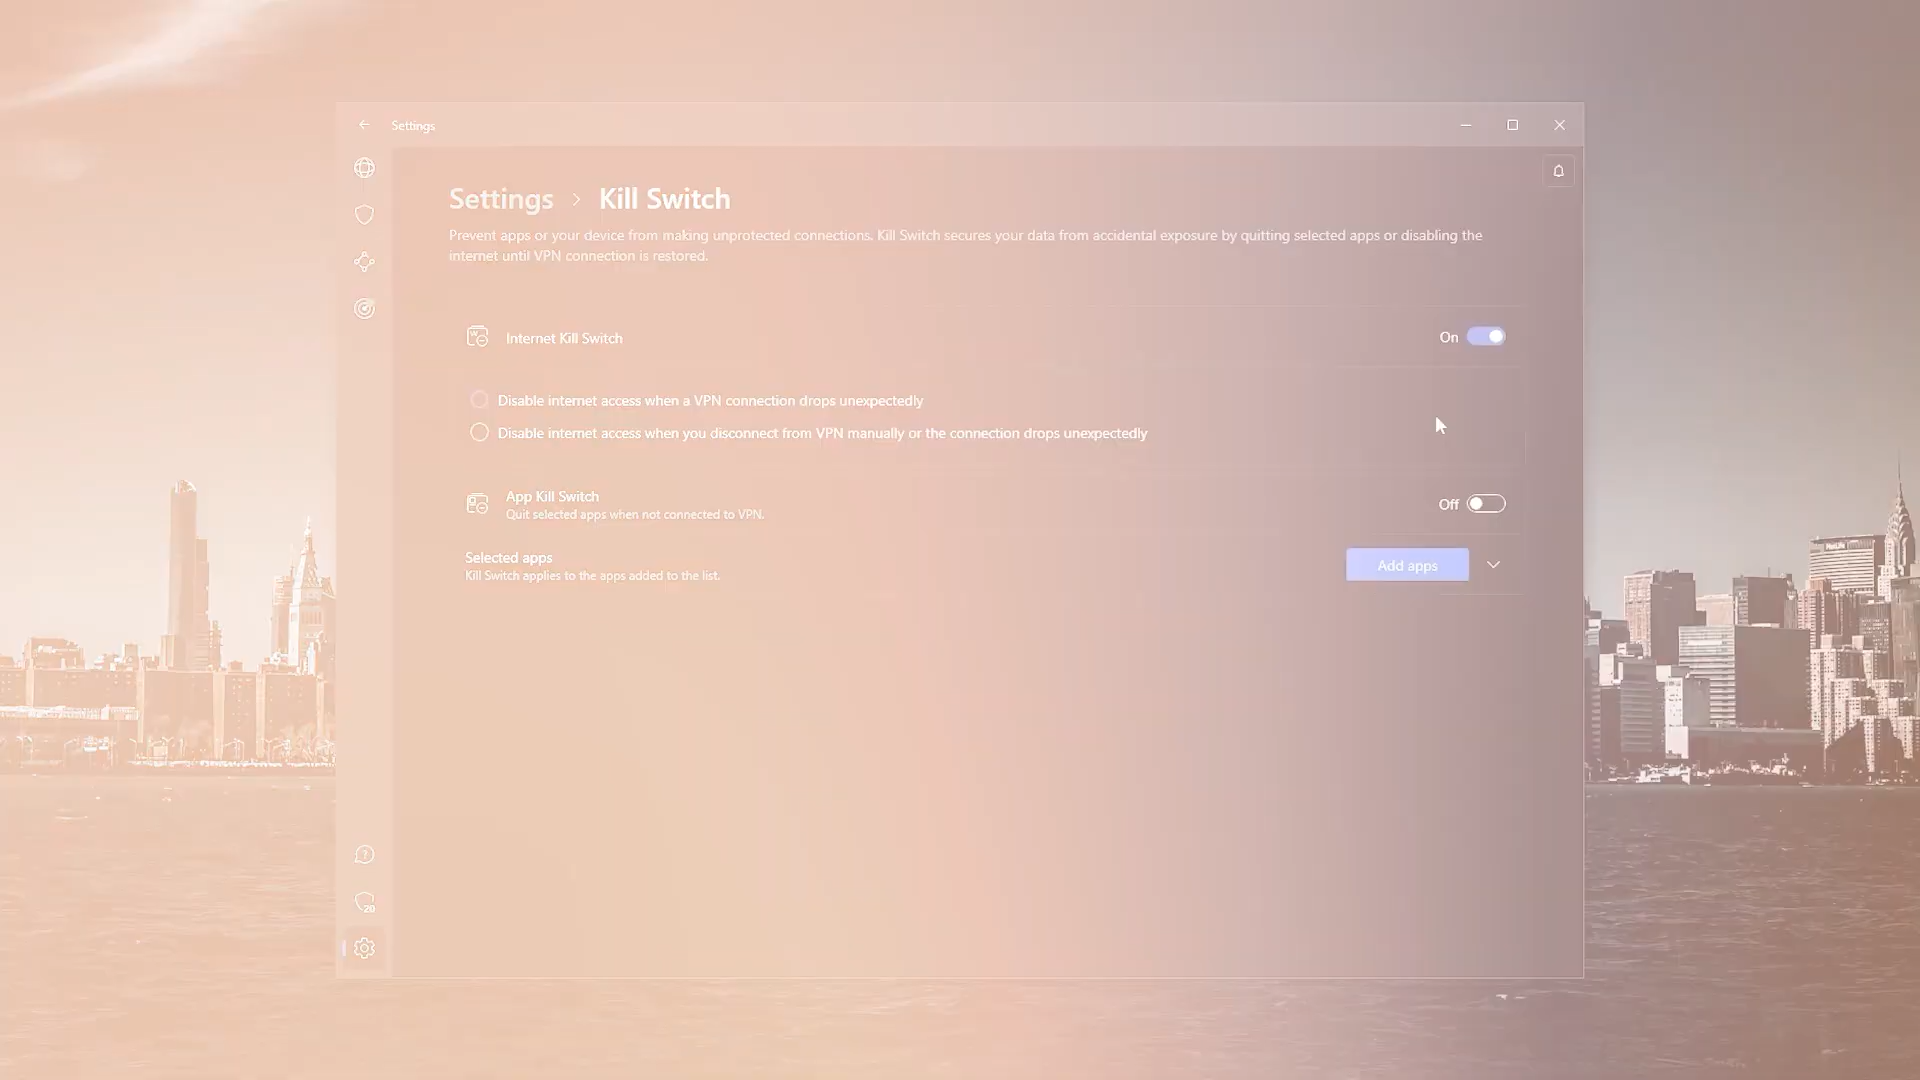 Settings
Settings > Kill Switch
Prevent apps or your device from making unprotected connections. Kill Switch secures your data from accidental exposure by quitting selected apps or disabling the
internet until VPN connection is restored.
Internet Kill Switch
On
Disable internet access when a VPN connection drops unexpectedly
Disable internet access when you disconnect from VPN manually or the connection drops unexpectedly
App Kill Switch
Off
Quit selected apps when not connected to VPN.
Selected apps
Add apps
Kill Switch applies to the apps added to the list.
MetLife
20